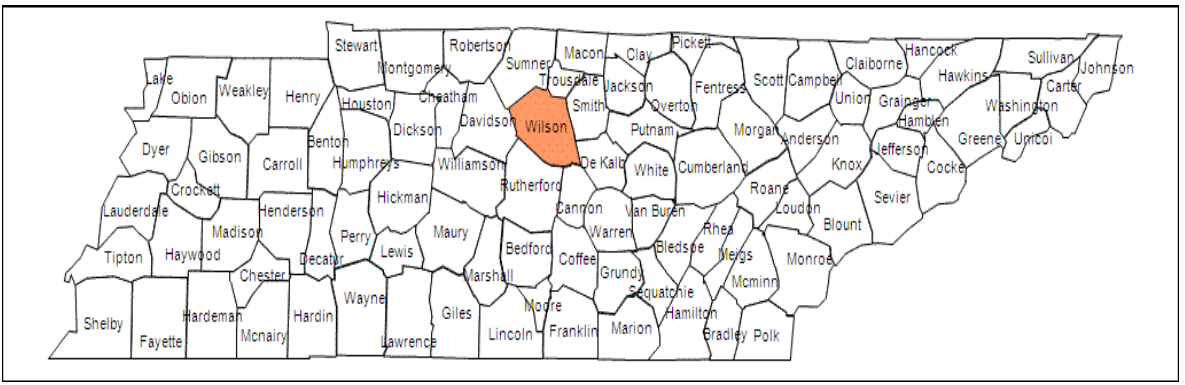 Stewart
Robertson
Montgomery
Sumner
Macon
Clay
Pickett
Hancock
Sullivan
Johnson
Lake
Obion
Weakley
Henry
Houston
Cheatham
Trousdale
Jackson
Fentress
Scott
Campbel
Claiborne
Hawkins
Carter
Union
Grainger
Washington
Smith
Overton
Hamblen
Dickson
Davidson
Wilson
Putnam
Morgan
Anderson
Greene
Unicoi
Dyer
Gibson
Carroll
Benton
Humphreys
Williamson
De Kalb
White
Cumberland
Knox
Jefferson
Cocke
Crockett
Hickman
Rutherford
Roane
Sevier
Lauderdale
Henderson
Cannon
Van Buren
Loudon
Madison
Perry
Maury
Warren
Rhea
Blount
Tipton
Haywood
Decatur
Lewis
Bedford
Coffee
Bledsoe
Meigs
Monroe
Chester
Marshall
Grundy
Mcminn
Wayne
Sequatchie
Shelby
Fayette
Hardeman
Mcnairy
Hardin
Lawrence
Giles
Lincoln
Moore
Franklin
Marion
Hamilton
Bradley
Polk